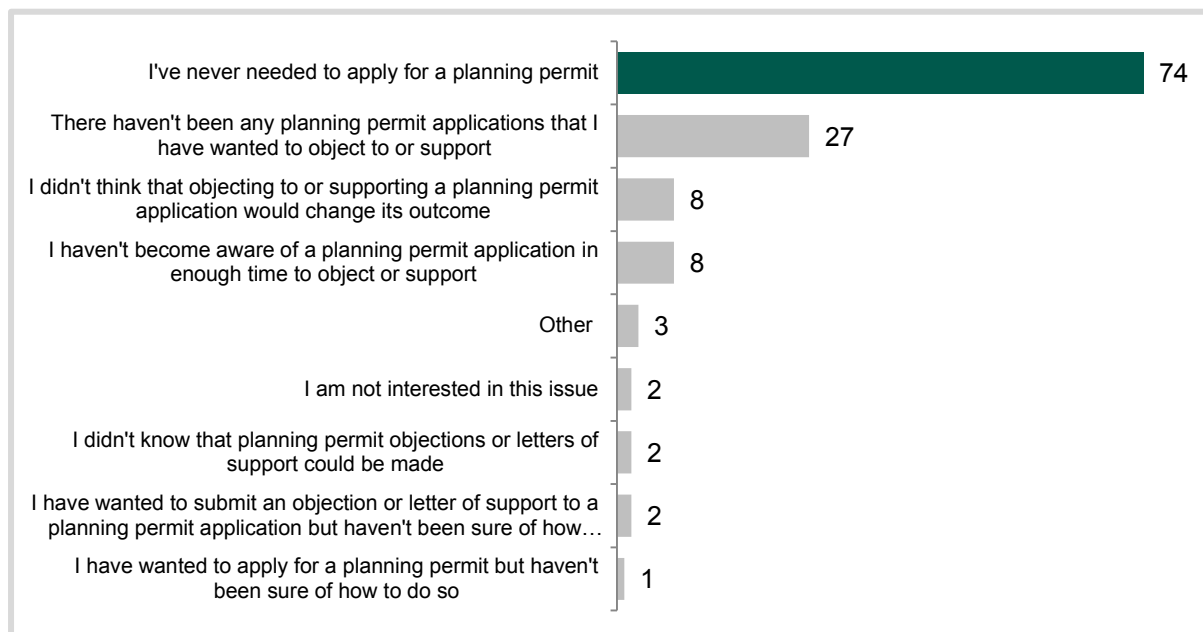 I've never needed to apply for a planning permit
74
There haven't been any planning permit applications that I
have wanted to object to or support
27
I didn't think that objecting to or supporting a planning permit
application would change its outcome
8
I haven't become aware of a planning permit application in
enough time to object or support
8
Other
3
I am not interested in this issue
2
I didn't know that planning permit objections or letters of
support could be made
2
I have wanted to submit an objection or letter of support to a
planning permit application but haven't been sure of how…
2
I have wanted to apply for a planning permit but haven't
been sure of how to do so
1